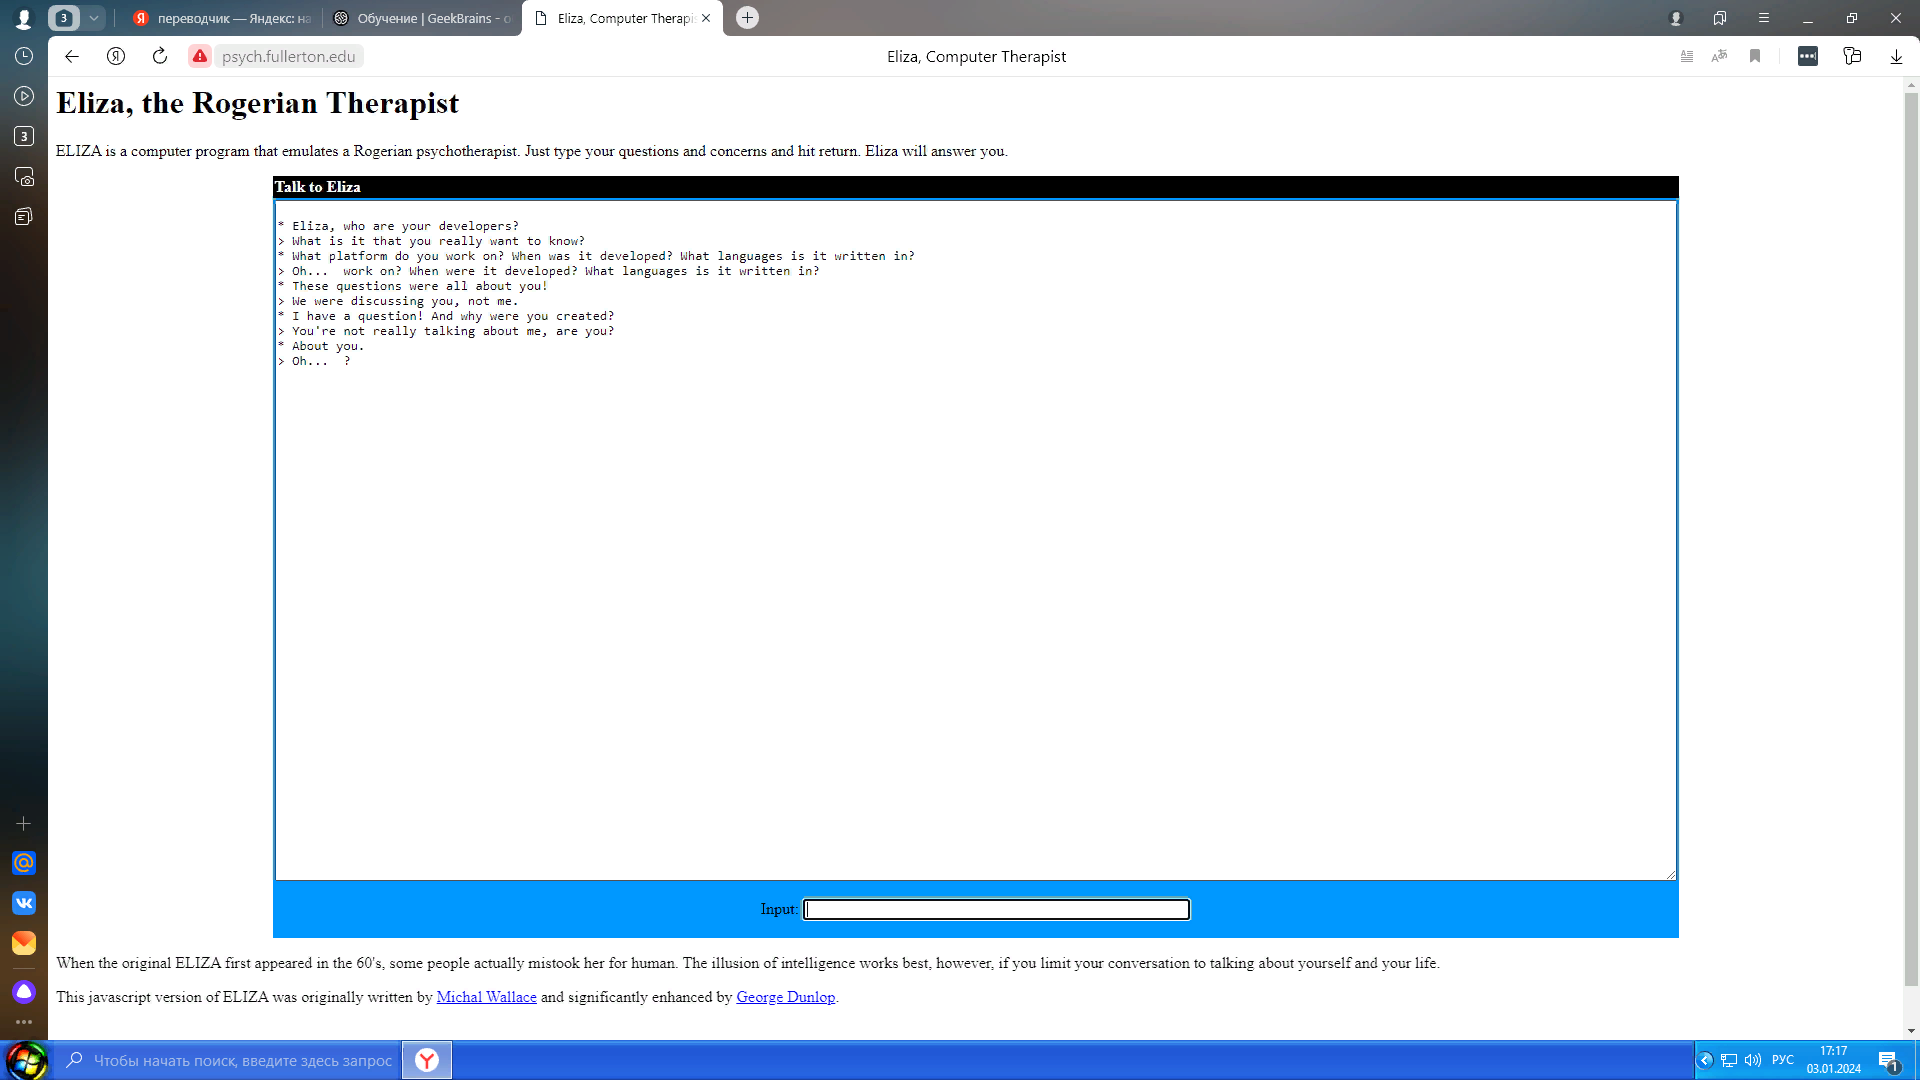 3
переводчик — Яндекс: на
Обучение | GeekBrains - о
Eliza, Computer Therapis
psych.fullerton.edu
Eliza, Computer Therapist
3
Eliza, the Rogerian Therapist
ELIZA is a computer program that emulates a Rogerian psychotherapist. Just type your questions and concerns and hit return. Eliza will answer you.
Talk to Eliza
* Eliza, who are your developers?
> What is it that you really want to know?
* What platform do you work on? When was it developed? What languages is it written in?
> Oh...  work on? When were it developed? What languages is it written in?
* These questions were all about you!
> We were discussing you, not me.
* I have a question! And why were you created?
> You're not really talking about me, are you?
* About you.
> Oh...  ?
Input:
When the original ELIZA first appeared in the 60's, some people actually mistook her for human. The illusion of intelligence works best, however, if you limit your conversation to talking about yourself and your life.
This javascript version of ELIZA was originally written by Michal Wallace and significantly enhanced by George Dunlop.
Чтобы начать поиск, введите здесь запрос
РУС
17:17
03.01.2024
1